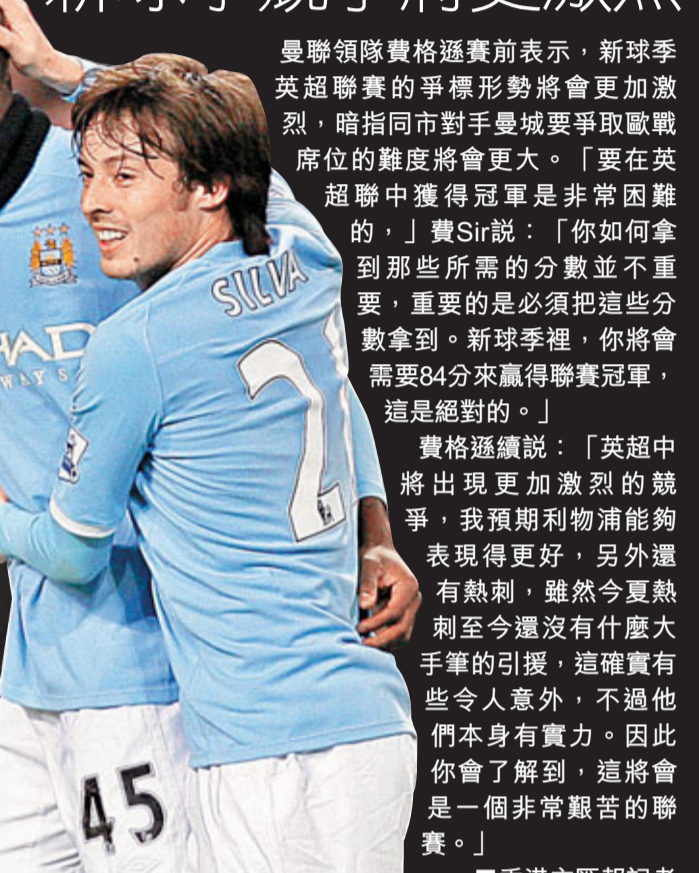 曼聯領隊費格遜賽前表示，新球季
英超聯賽的爭標形勢將會更加激
烈，暗指同市對手曼城要爭取歐戰
席位的難度將會更大。「要在英
超聯中獲得冠軍是非常困難
的，」費Sir説：「你如何拿
到那些所需的分數並不重
要，重要的是必須把這些分
數拿到。新球季裡，你將會
需要84分來贏得聯賽冠軍，
這是絕對的。」
費格遜續説：「英超中
將出現更加激烈的競
爭，我預期利物浦能夠
表現得更好，另外還
有熱刺，雖然今夏熱
刺至今還沒有什麼大
手筆的引援，這確實有
些令人意外，不過他
們本身有實力。因此
你會了解到，這將會
是一個非常艱苦的聯
賽。」
SILVA
2
HAD
WAYS
45